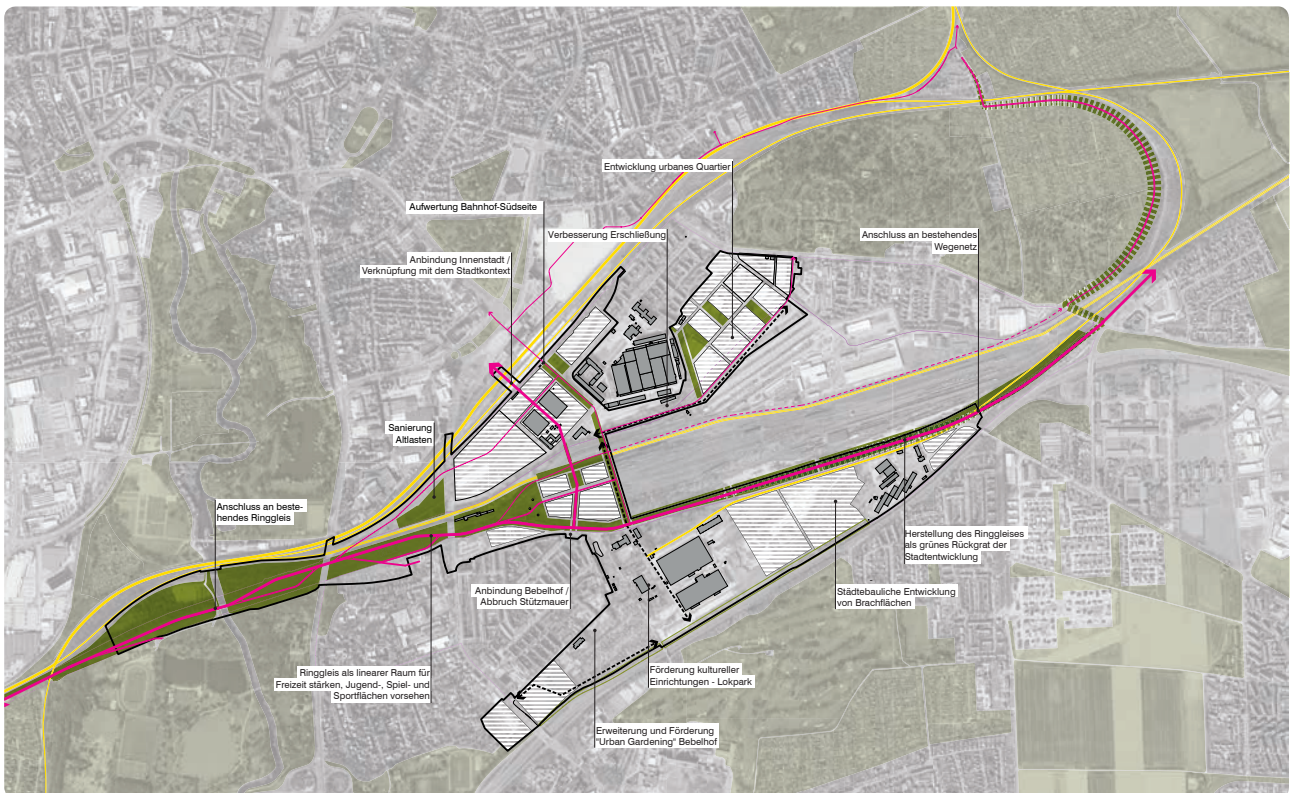 Entwicklung urbanes Quartier
Aufwertung Bahnhof-Südseite
Verbesserung Erschließung
Anschluss an bestehendes
Wegenetz
Anbindung Innenstadt /
Verknüpfung mit dem Stadtkontext
Sanierung
Altlasten
Anschluss an beste-
hendes Ringgleis
Herstellung des Ringgleises
als grünes Rückgrat der
Stadtentwicklung
Anbindung Bebelhof /
Abbruch Stützmauer
Städtebauliche Entwicklung
von Brachflächen
Ringgleis als linearer Raum für
Freizeit stärken, Jugend-, Spiel- und
Sportflächen vorsehen
Förderung kultureller
Einrichtungen - Lokpark
Erweiterung und Förderung
"Urban Gardening" Bebelhof